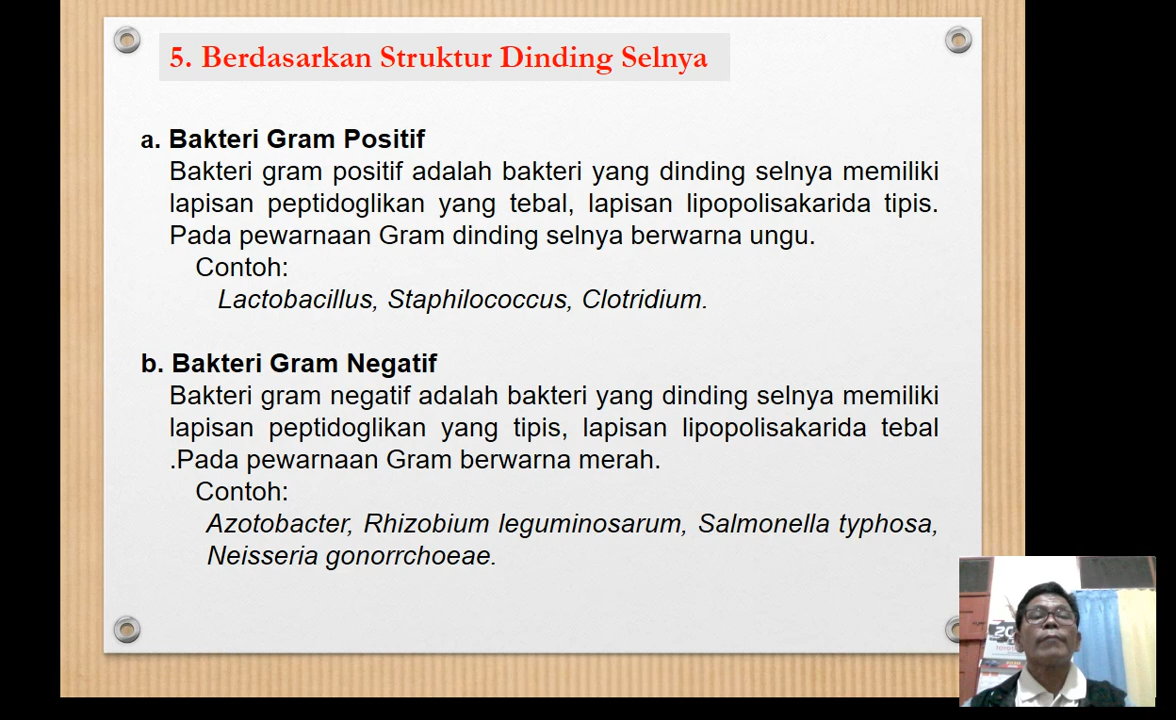 5. Berdasarkan Struktur Dinding Selnya
a. Bakteri Gram Positif
Bakteri gram positif adalah bakteri yang dinding selnya memiliki
lapisan peptidoglikan yang tebal, lapisan lipopolisakarida tipis.
Pada pewarnaan Gram dinding selnya berwarna ungu.
Contoh:
Lactobacillus, Staphilococcus, Clotridium.
b. Bakteri Gram Negatif
Bakteri gram negatif adalah bakteri yang dinding selnya memiliki
lapisan peptidoglikan yang tipis, lapisan lipopolisakarida tebal
.Pada pewarnaan Gram berwarna merah.
Contoh:
Azotobacter, Rhizobium leguminosarum, Salmonella typhosa,
Neisseria gonorrchoeae.